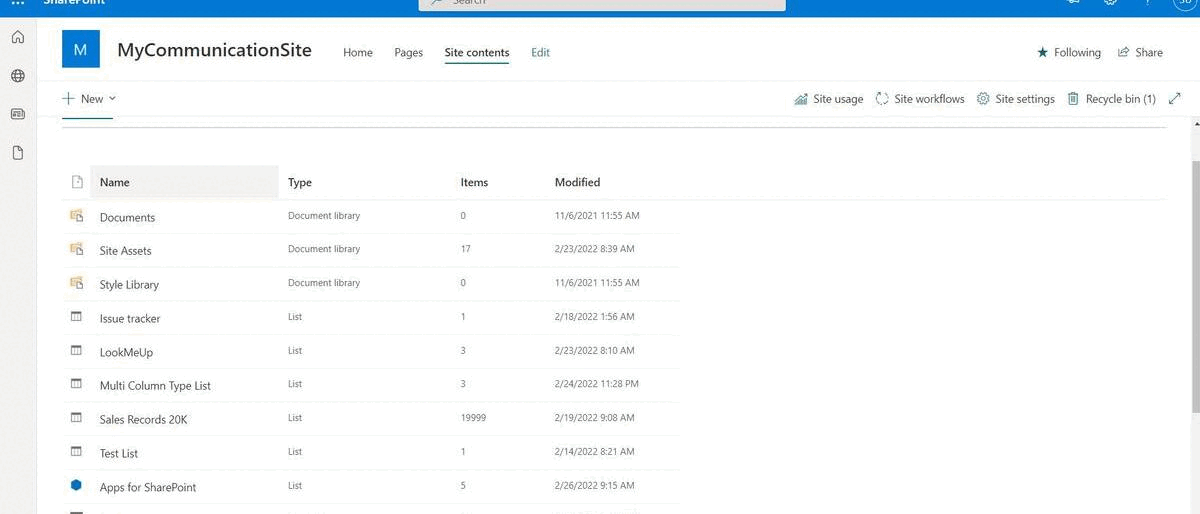 SharePoint
Search
M
MyCommunicationSite
Home Pages Site contents Edit
Following Share
New
Site usage Site workflows Site settings Recycle bin (1)
Name Type Items Modified
Documents Document library 0 11/6/2021 11:55 AM
Site Assets Document library 17 2/23/2022 8:39 AM
Style Library Document library 0 11/6/2021 11:55 AM
Issue tracker List 1 2/18/2022 1:56 AM
LookMeUp List 3 2/23/2022 8:10 AM
Multi Column Type List List 3 2/24/2022 11:28 PM
Sales Records 20K List 19999 2/19/2022 9:08 AM
Test List List 1 2/14/2022 8:21 AM
Apps for SharePoint List 5 2/26/2022 9:15 AM